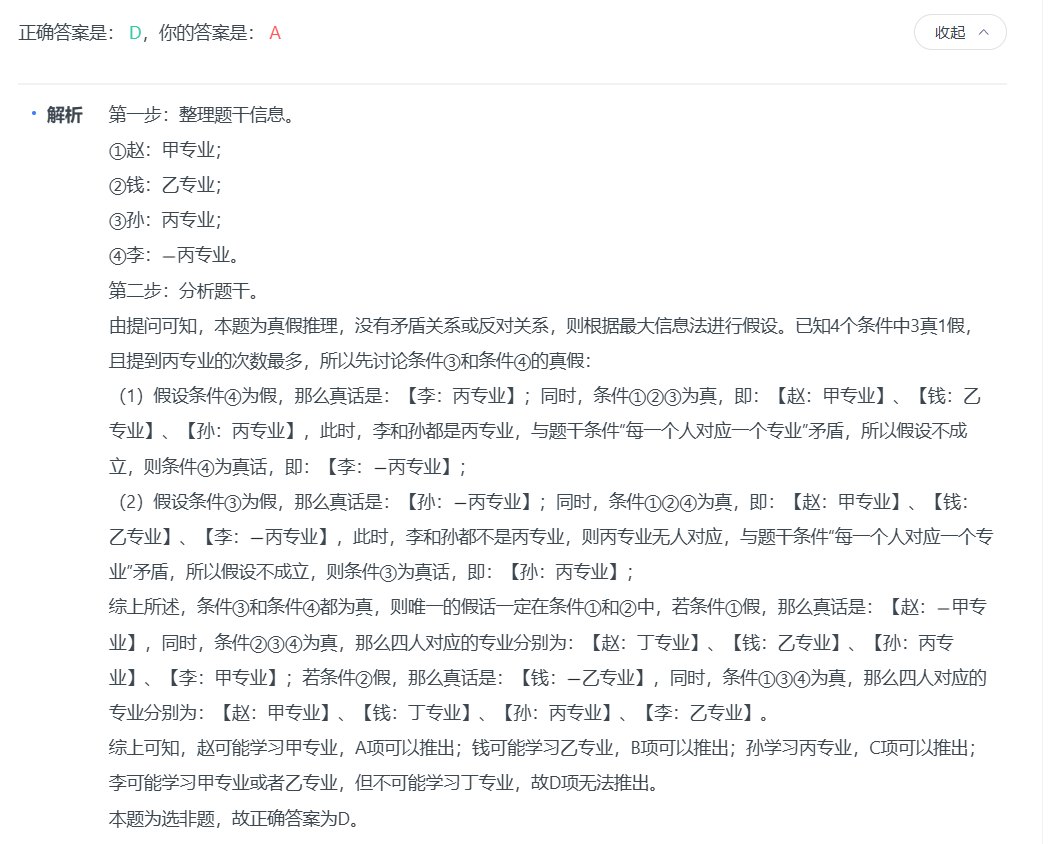 正确答案是： D，你的答案是： A
收起
解析
第一步：整理题干信息。
①赵：甲专业；
②钱：乙专业；
③孙：丙专业；
④李：—丙专业。
第二步：分析题干。
由提问可知，本题为真假推理，没有矛盾关系或反对关系，则根据最大信息法进行假设。已知4个条件中3真1假，
且提到丙专业的次数最多，所以先讨论条件③和条件④的真假：
（1）假设条件④为假，那么真话是：【李：丙专业】；同时，条件①②③为真，即：【赵：甲专业】、【钱：乙
专业】、【孙：丙专业】，此时，李和孙都是丙专业，与题干条件“每一个人对应一个专业”矛盾，所以假设不成
立，则条件④为真话，即：【李：—丙专业】；
（2）假设条件③为假，那么真话是：【孙：—丙专业】；同时，条件①②④为真，即：【赵：甲专业】、【钱：
乙专业】、【李：—丙专业】，此时，李和孙都不是丙专业，则丙专业无人对应，与题干条件“每一个人对应一个专
业”矛盾，所以假设不成立，则条件③为真话，即：【孙：丙专业】；
综上所述，条件③和条件④都为真，则唯一的假话一定在条件①和②中，若条件①假，那么真话是：【赵：—甲专
业】，同时，条件②③④为真，那么四人对应的专业分别为：【赵：丁专业】、【钱：乙专业】、【孙：丙专
业】、【李：甲专业】；若条件②假，那么真话是：【钱：—乙专业】，同时，条件①③④为真，那么四人对应的
专业分别为：【赵：甲专业】、【钱：丁专业】、【孙：丙专业】、【李：乙专业】。
综上可知，赵可能学习甲专业，A项可以推出；钱可能学习乙专业，B项可以推出；孙学习丙专业，C项可以推出；
李可能学习甲专业或者乙专业，但不可能学习丁专业，故D项无法推出。
本题为选非题，故正确答案为D。